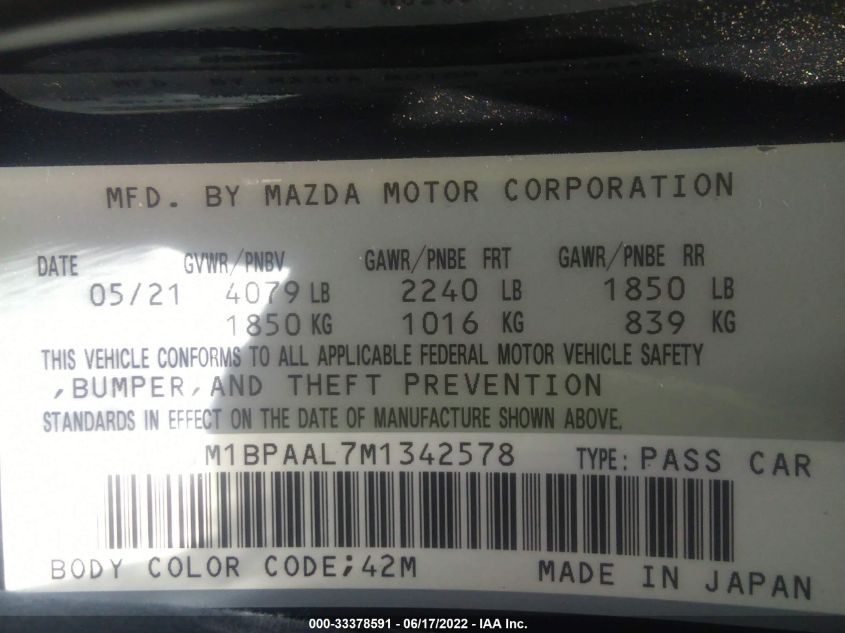 MFD. BY MAZDA MOTOR CORPORATION
DATE GVWR/PNBV GAWR/PNBE FRT GAWR/PNBE RR
05/21 4079 LB 2240 LB 1850 LB
1850 KG 1016 KG 839 KG
THIS VEHICLE CONFORMS TO ALL APPLICABLE FEDERAL MOTOR VEHICLE SAFETY
,BUMPER,AND THEFT PREVENTION
STANDARDS IN EFFECT ON THE DATE OF MANUFACTURE SHOWN ABOVE.
M1BPAAL7M1342578 TYPE: PASS CAR
BODY COLOR CODE;42M MADE IN JAPAN
000-33378591 - 06/17/2022 - IAA Inc.